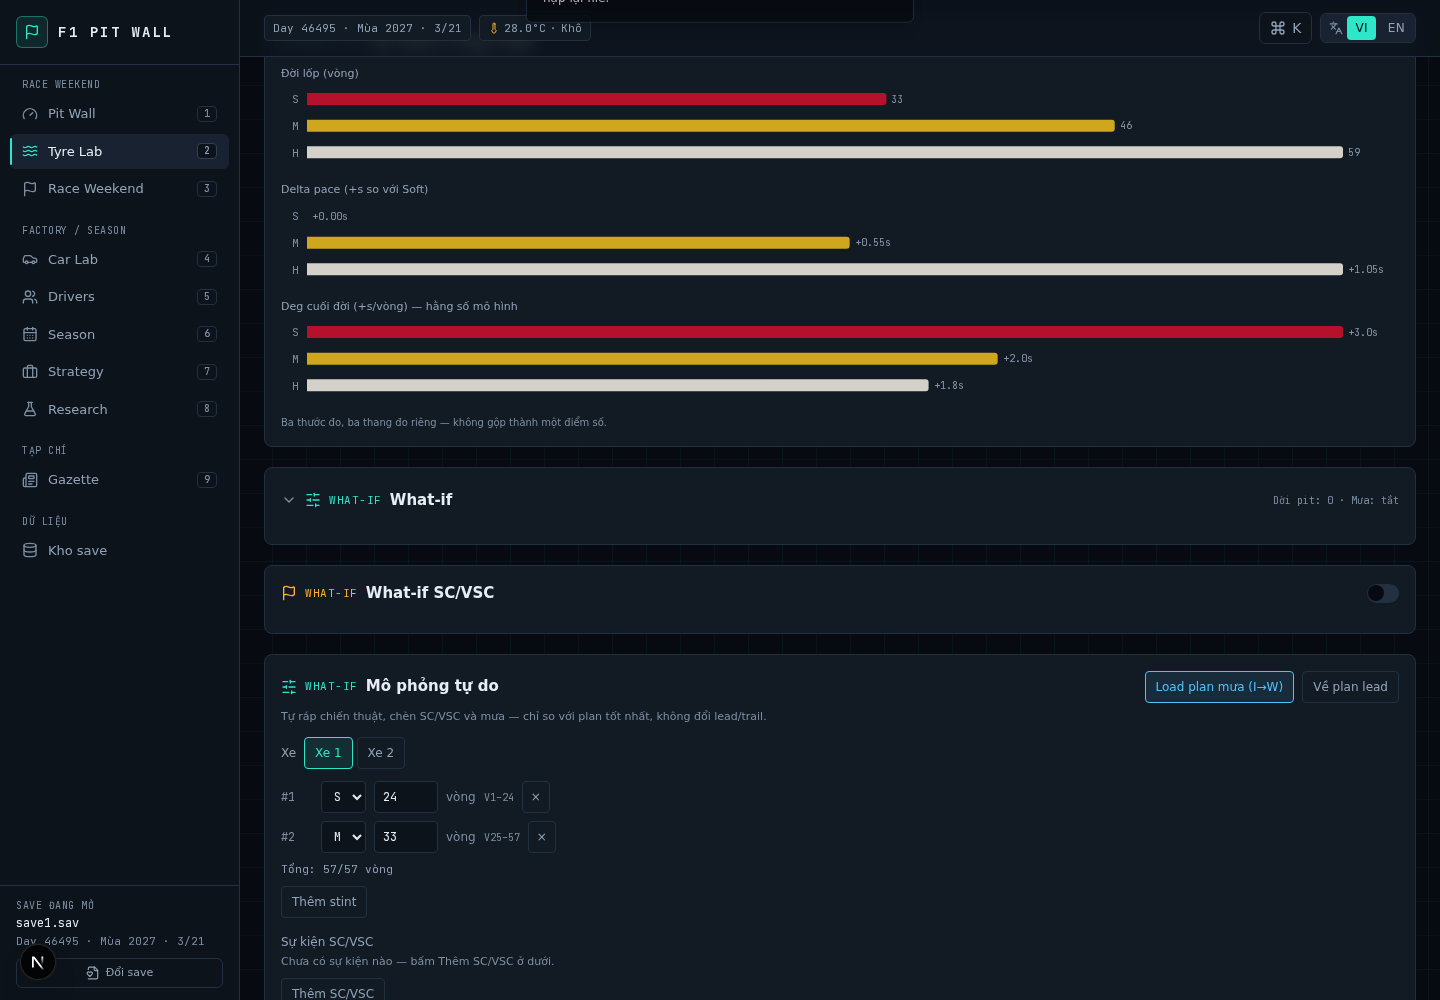 F1 PIT WALL
RACE WEEKEND
Pit Wall 1
Tyre Lab 2
Race Weekend 3
FACTORY / SEASON
Car Lab 4
Drivers 5
Season 6
Strategy 7
Research 8
TẠP CHÍ
Gazette 9
DỮ LIỆU
Kho save
SAVE ĐANG MỞ
save1.sav
Day 46495 · Mùa 2027 · 3/21
Đổi save
Day 46495 · Mùa 2027 · 3/21
28.0°C · Khô
⌘ K
VI
EN
Đời lốp (vòng)
S 33
M 46
H 59
Delta pace (+s so với Soft)
S +0.00s
M +0.55s
H +1.05s
Deg cuối đời (+s/vòng) — hằng số mô hình
S +3.0s
M +2.0s
H +1.8s
Ba thước đo, ba thang đo riêng — không gộp thành một điểm số.
WHAT-IF What-if
Dời pit: 0 · Mưa: tắt
WHAT-IF What-if SC/VSC
WHAT-IF Mô phỏng tự do
Load plan mưa (I→W)
Về plan lead
Tự ráp chiến thuật, chèn SC/VSC và mưa — chỉ so với plan tốt nhất, không đổi lead/trail.
Xe Xe 1 Xe 2
#1 S 24 vòng V1–24 ×
#2 M 33 vòng V25–57 ×
Tổng: 57/57 vòng
Thêm stint
Sự kiện SC/VSC
Chưa có sự kiện nào — bấm Thêm SC/VSC ở dưới.
Thêm SC/VSC